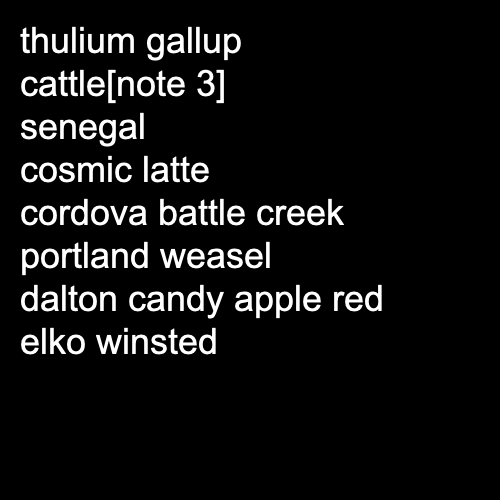 thulium gallup
cattle[note 3]
senegal
cosmic latte
cordova battle creek
portland weasel
dalton candy apple red
elko winsted